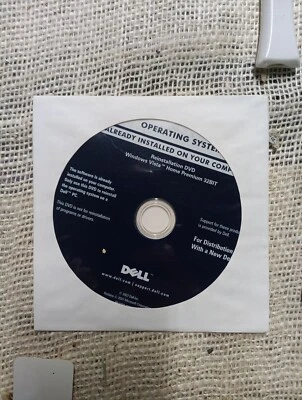 OPERATING SYSTEM
ALREADY INSTALLED ON YOUR COMP
Reinstallation DVD
Windows Vista™ Home Premium 32BIT
The software is already
installed on your computer.
Only use this DVD to reinstall
the operating system on a
Dell™ PC.
This DVD is not for reinstallation
of programs or drivers.
Support for these produ
is provided by Dell.
For Distribution
With a New De
DELL
www.dell.com | support.dell.com